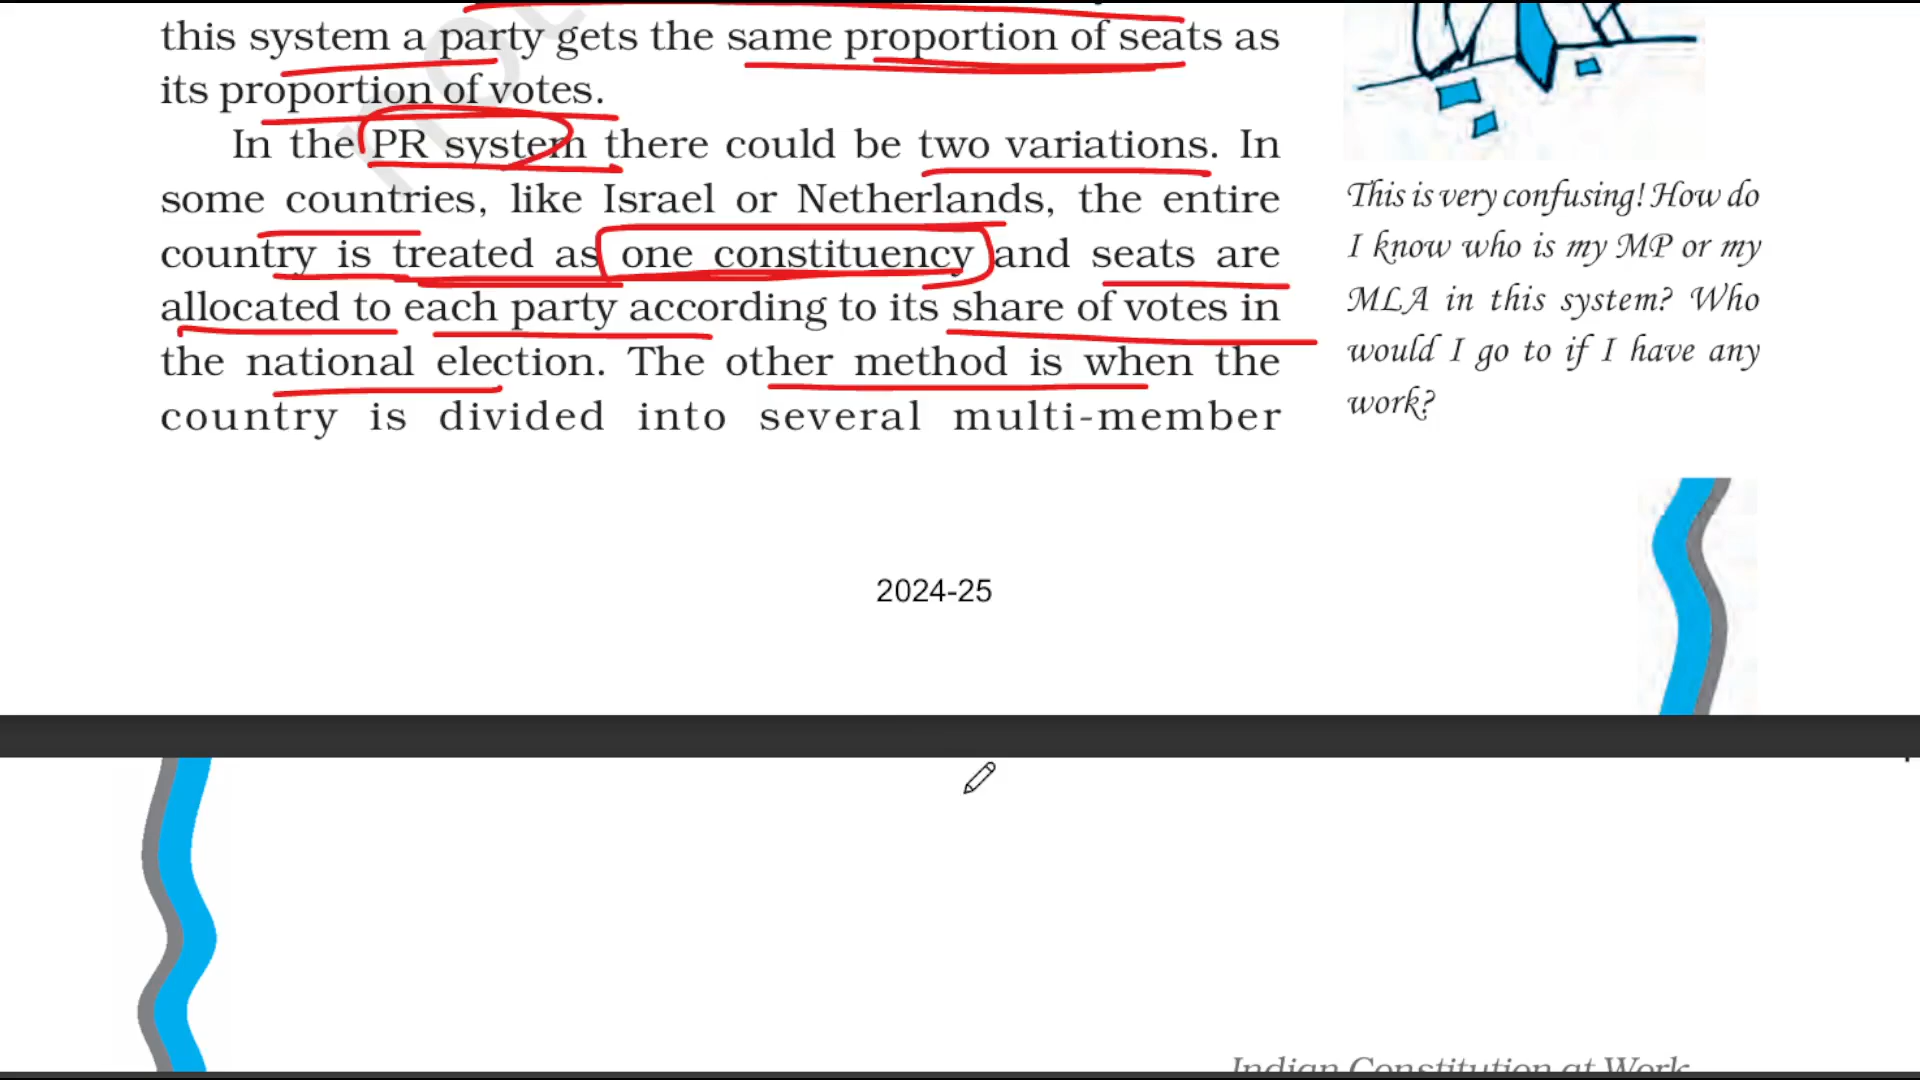 this system a party gets the same proportion of seats as
its proportion of votes.
In the PR system there could be two variations. In
some countries, like Israel or Netherlands, the entire
country is treated as one constituency and seats are
allocated to each party according to its share of votes in
the national election. The other method is when the
country is divided into several multi-member
This is very confusing! How do
I know who is my MP or my
MLA in this system? Who
would I go to if I have any
work?
2024-25
Indian Constitution at Work